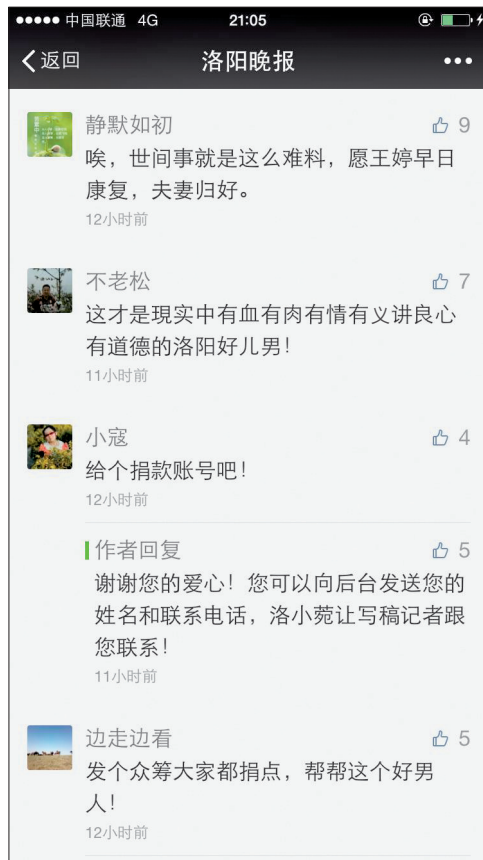 中国联通 4G 21:05
返回 洛阳晚报
静默如初 9
唉，世间事就是这么难料，愿王婷早日
康复，夫妻归好。
12小时前
不老松 7
这才是現实中有血有肉有情有义讲良心
有道德的洛阳好儿男！
11小时前
小寇 4
给个捐款账号吧！
12小时前
作者回复 5
谢谢您的爱心！您可以向后台发送您的
姓名和联系电话，洛小菀让写稿记者跟
您联系！
11小时前
边走边看 5
发个众筹大家都捐点，帮帮这个好男
人！
12小时前